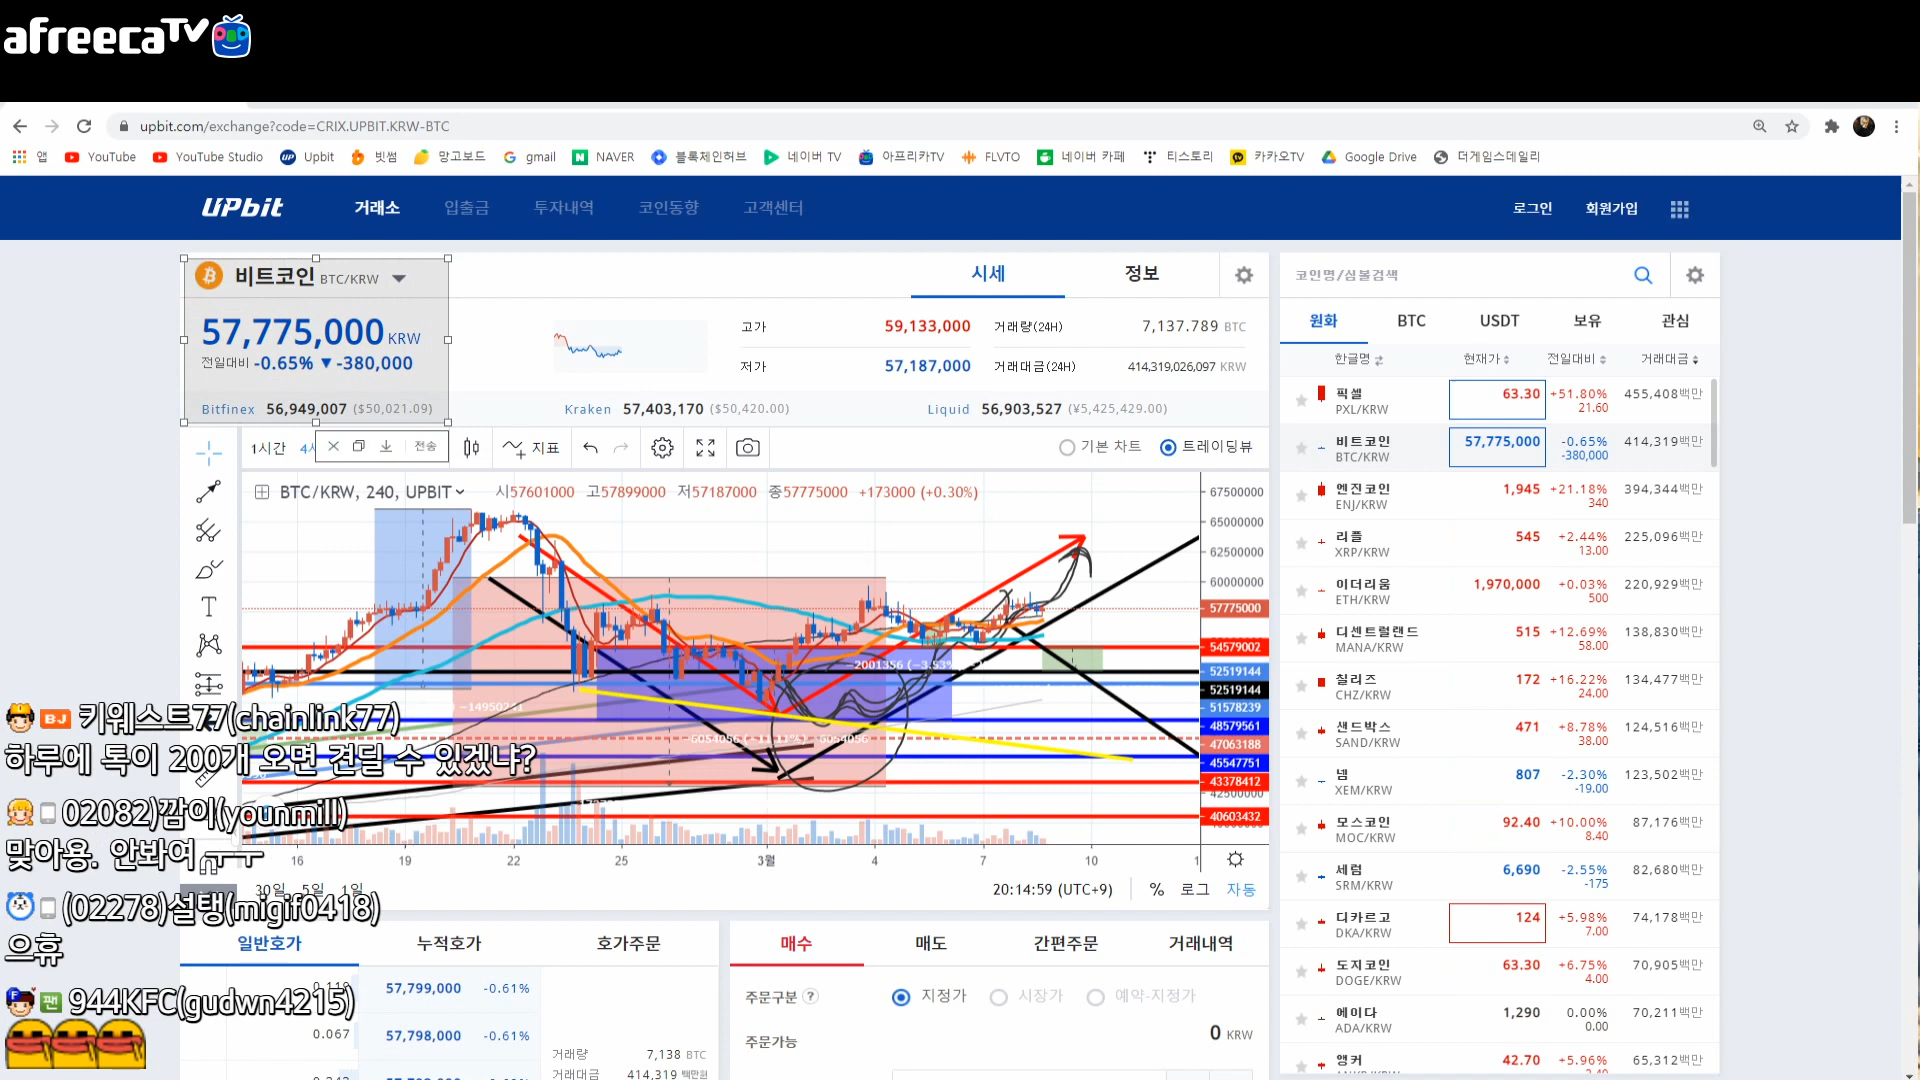 afreecaTV
upbit.com/exchange?code=CRIX.UPBIT.KRW-BTC
앱 YouTube YouTube Studio Upbit 빗썸 망고보드 gmail NAVER 블록체인허브 네이버 TV 아프리카TV FLVTO 네이버 카페 티스토리 카카오TV Google Drive 더게임스데일리
UPbit 거래소 입출금 투자내역 코인동향 고객센터 로그인 회원가입
비트코인 BTC/KRW
시세 정보
57,775,000 KRW
전일대비 -0.65% ▼ -380,000
고가 59,133,000 거래량(24H) 7,137.789 BTC
저가 57,187,000 거래대금(24H) 414,319,026,097 KRW
Bitfinex 56,949,007 ($50,021.09) Kraken 57,403,170 ($50,420.00) Liquid 56,903,527 (¥5,425,429.00)
1시간 전송 지표 기본 차트 트레이딩뷰
BTC/KRW, 240, UPBIT 시57601000 고57899000 저57187000 종57775000 +173000 (+0.30%)
67500000
65000000
62500000
60000000
57775000
54579002
52519144
52519144
51578239
48579561
47063188
45547751
43378412
42500000
40603432
16 19 22 25 3월 4 7 10
30일 5일 1일 20:14:59 (UTC+9) % 로그 자동
일반호가 누적호가 호가주문
57,799,000 -0.61%
0.067 57,798,000 -0.61%
거래량 7,138 BTC
거래대금 414,319 백만원
매수 매도 간편주문 거래내역
주문구분 ? 지정가 시장가 예약-지정가
주문가능 0 KRW
코인명/심볼검색
원화 BTC USDT 보유 관심
한글명 현재가 전일대비 거래대금
픽셀 63.30 +51.80% 455,408백만
PXL/KRW 21.60
비트코인 57,775,000 -0.65% 414,319백만
BTC/KRW -380,000
엔진코인 1,945 +21.18% 394,344백만
ENJ/KRW 340
리플 545 +2.44% 225,096백만
XRP/KRW 13.00
이더리움 1,970,000 +0.03% 220,929백만
ETH/KRW 500
디센트럴랜드 515 +12.69% 138,830백만
MANA/KRW 58.00
칠리즈 172 +16.22% 134,477백만
CHZ/KRW 24.00
샌드박스 471 +8.78% 124,516백만
SAND/KRW 38.00
넴 807 -2.30% 123,502백만
XEM/KRW -19.00
모스코인 92.40 +10.00% 87,176백만
MOC/KRW 8.40
세럼 6,690 -2.55% 82,680백만
SRM/KRW -175
디카르고 124 +5.98% 74,178백만
DKA/KRW 7.00
도지코인 63.30 +6.75% 70,905백만
DOGE/KRW 4.00
에이다 1,290 0.00% 70,211백만
ADA/KRW 0.00
앵커 42.70 +5.96% 65,312백만
BJ 키웨스트77(chainlink77)
하루에 톡이 200개 오면 견딜 수 있겠냐?
02082)깜이(younmill)
맞아용. 안봐여
(02278)설탱(migif0418)
으휴
팬 944KFC(gudwn4215)